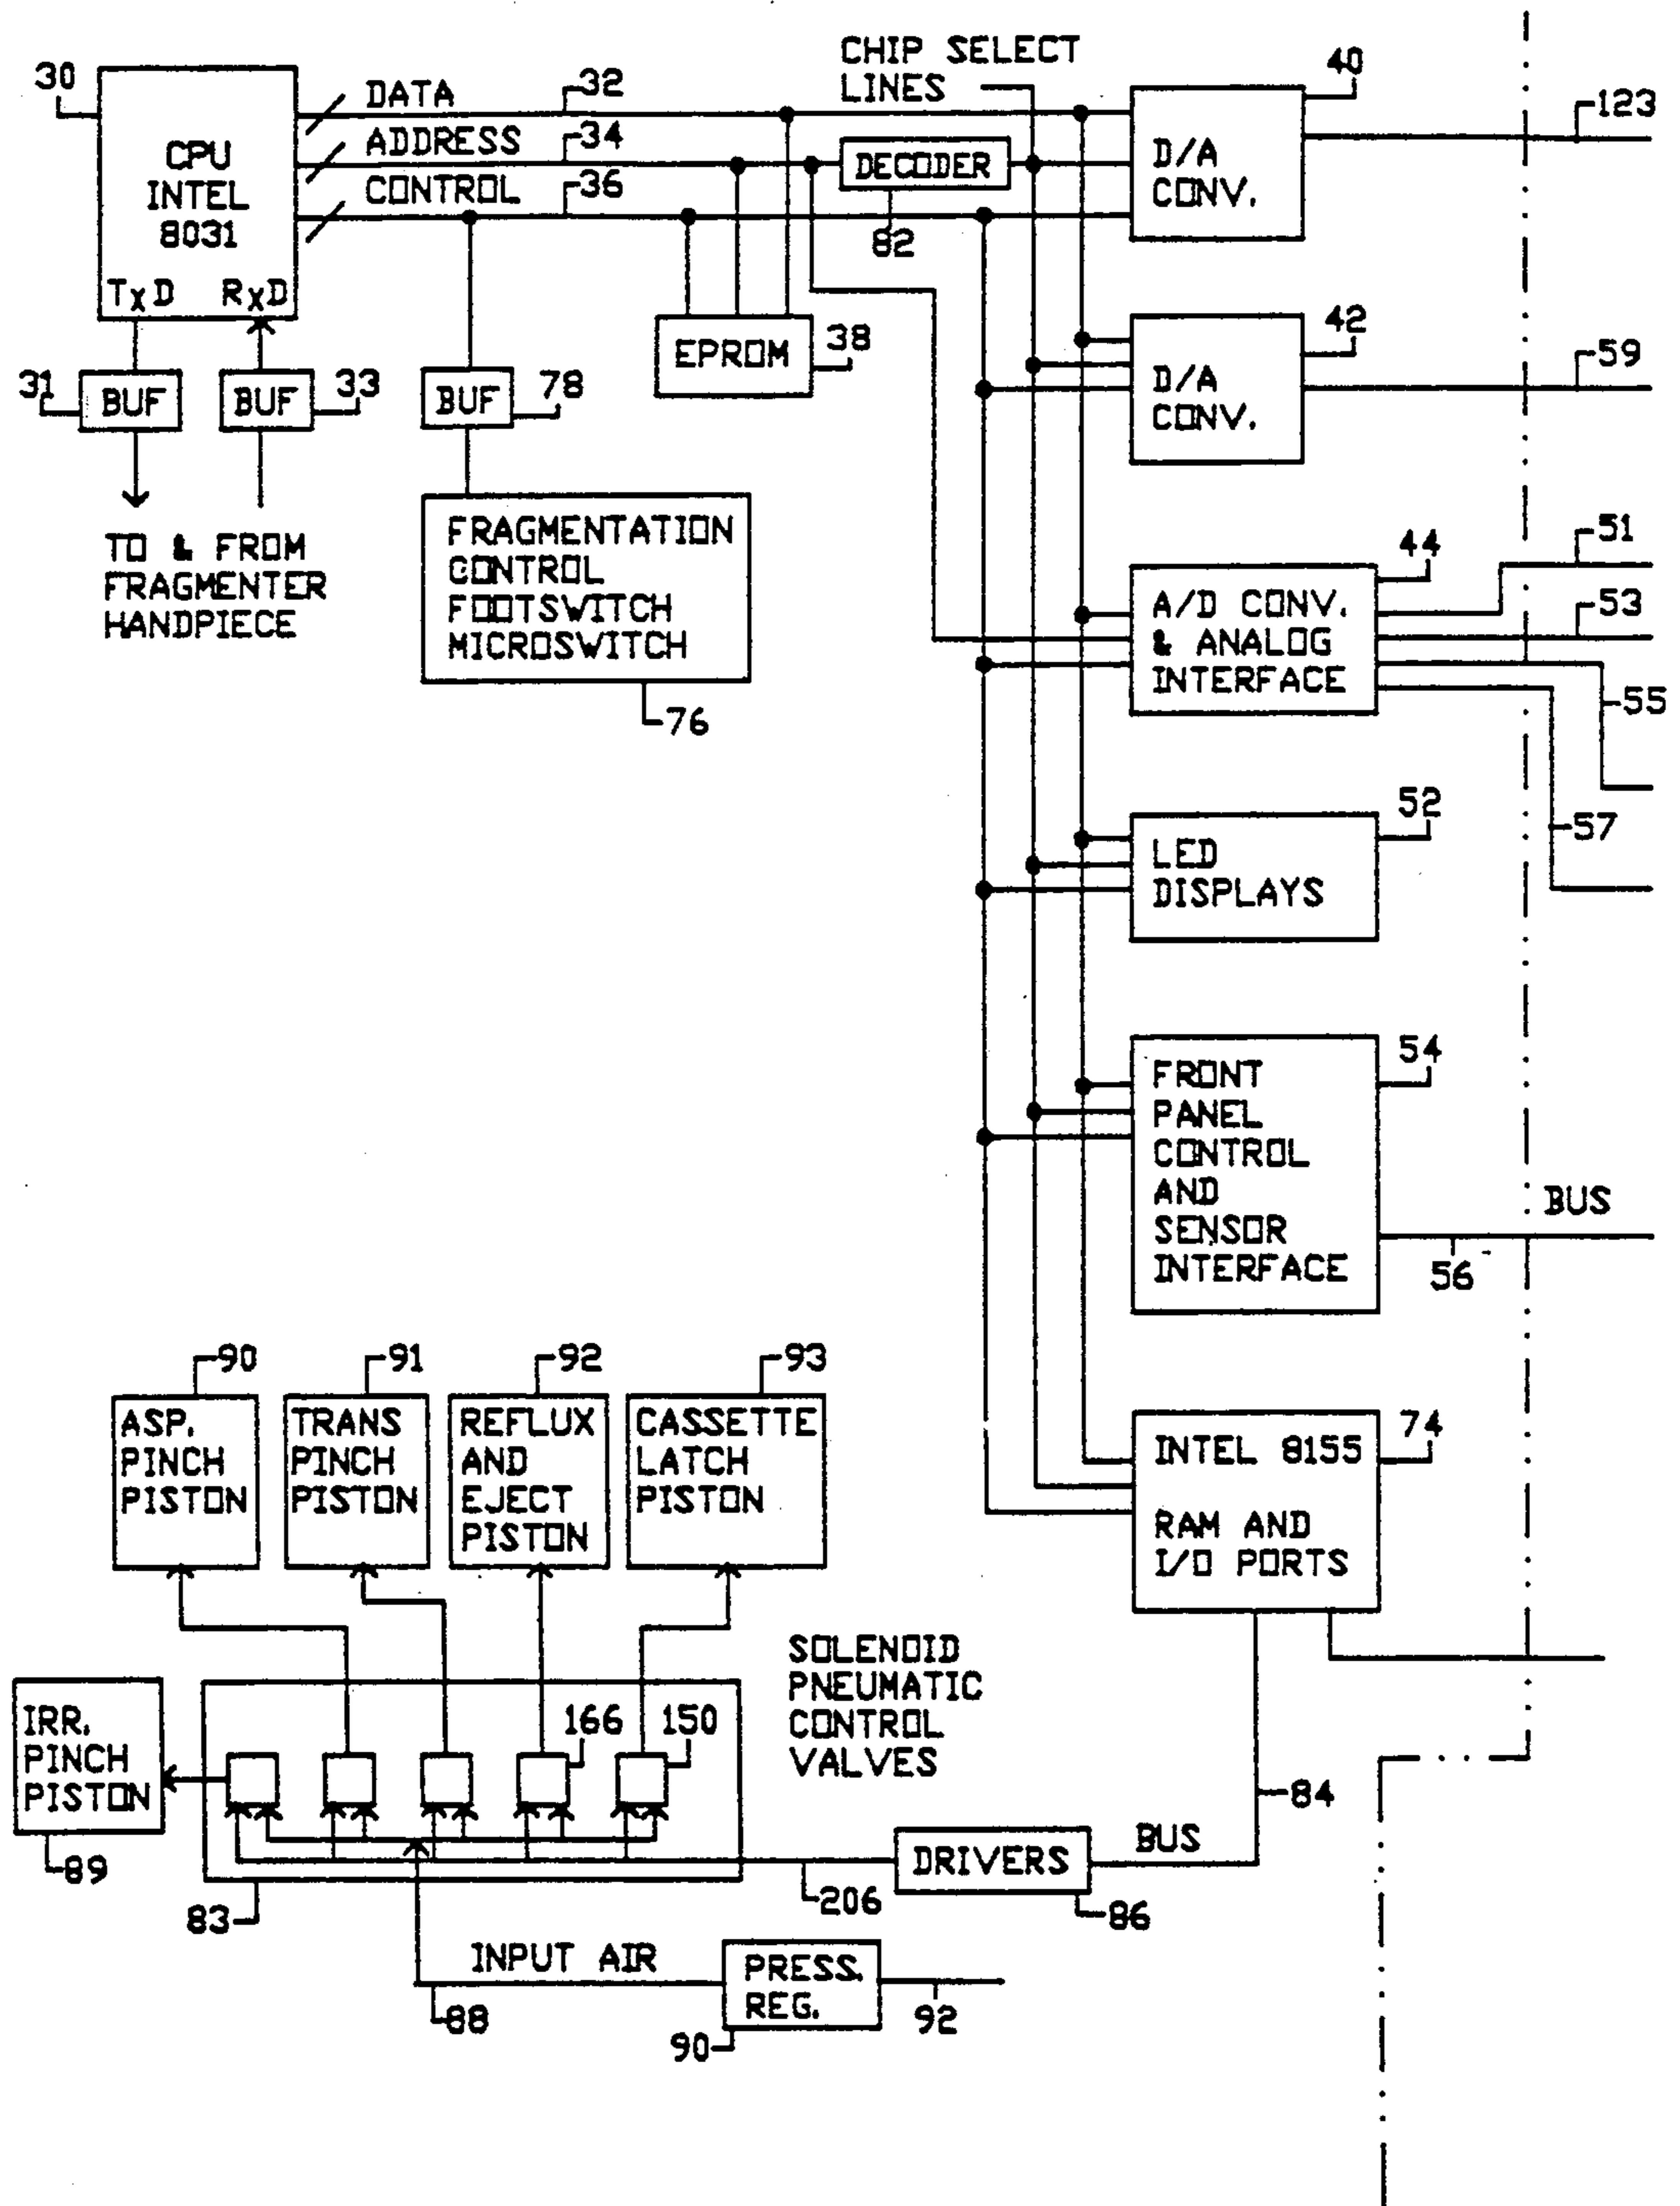 CHIP SELECT
LINES
30
CPU
INTEL
8031
TxD RxD
DATA
32
ADDRESS
34
CONTROL
36
DECODER
82
40
D/A
CONV.
123
31
BUF
BUF
33
BUF
78
EPROM
38
42
D/A
CONV.
59
TO & FROM
FRAGMENTER
HANDPIECE
FRAGMENTATION
CONTROL
FOOTSWITCH
MICROSWITCH
76
44
A/D CONV.
& ANALOG
INTERFACE
51
53
55
57
52
LED
DISPLAYS
54
FRONT
PANEL
CONTROL
AND
SENSOR
INTERFACE
BUS
56
90
ASP.
PINCH
PISTON
91
TRANS
PINCH
PISTON
92
REFLUX
AND
EJECT
PISTON
93
CASSETTE
LATCH
PISTON
74
INTEL 8155
RAM AND
I/O PORTS
SOLENOID
PNEUMATIC
CONTROL
VALVES
IRR.
PINCH
PISTON
89
166
150
83
84
BUS
DRIVERS
86
206
INPUT AIR
88
PRESS.
REG.
90
92